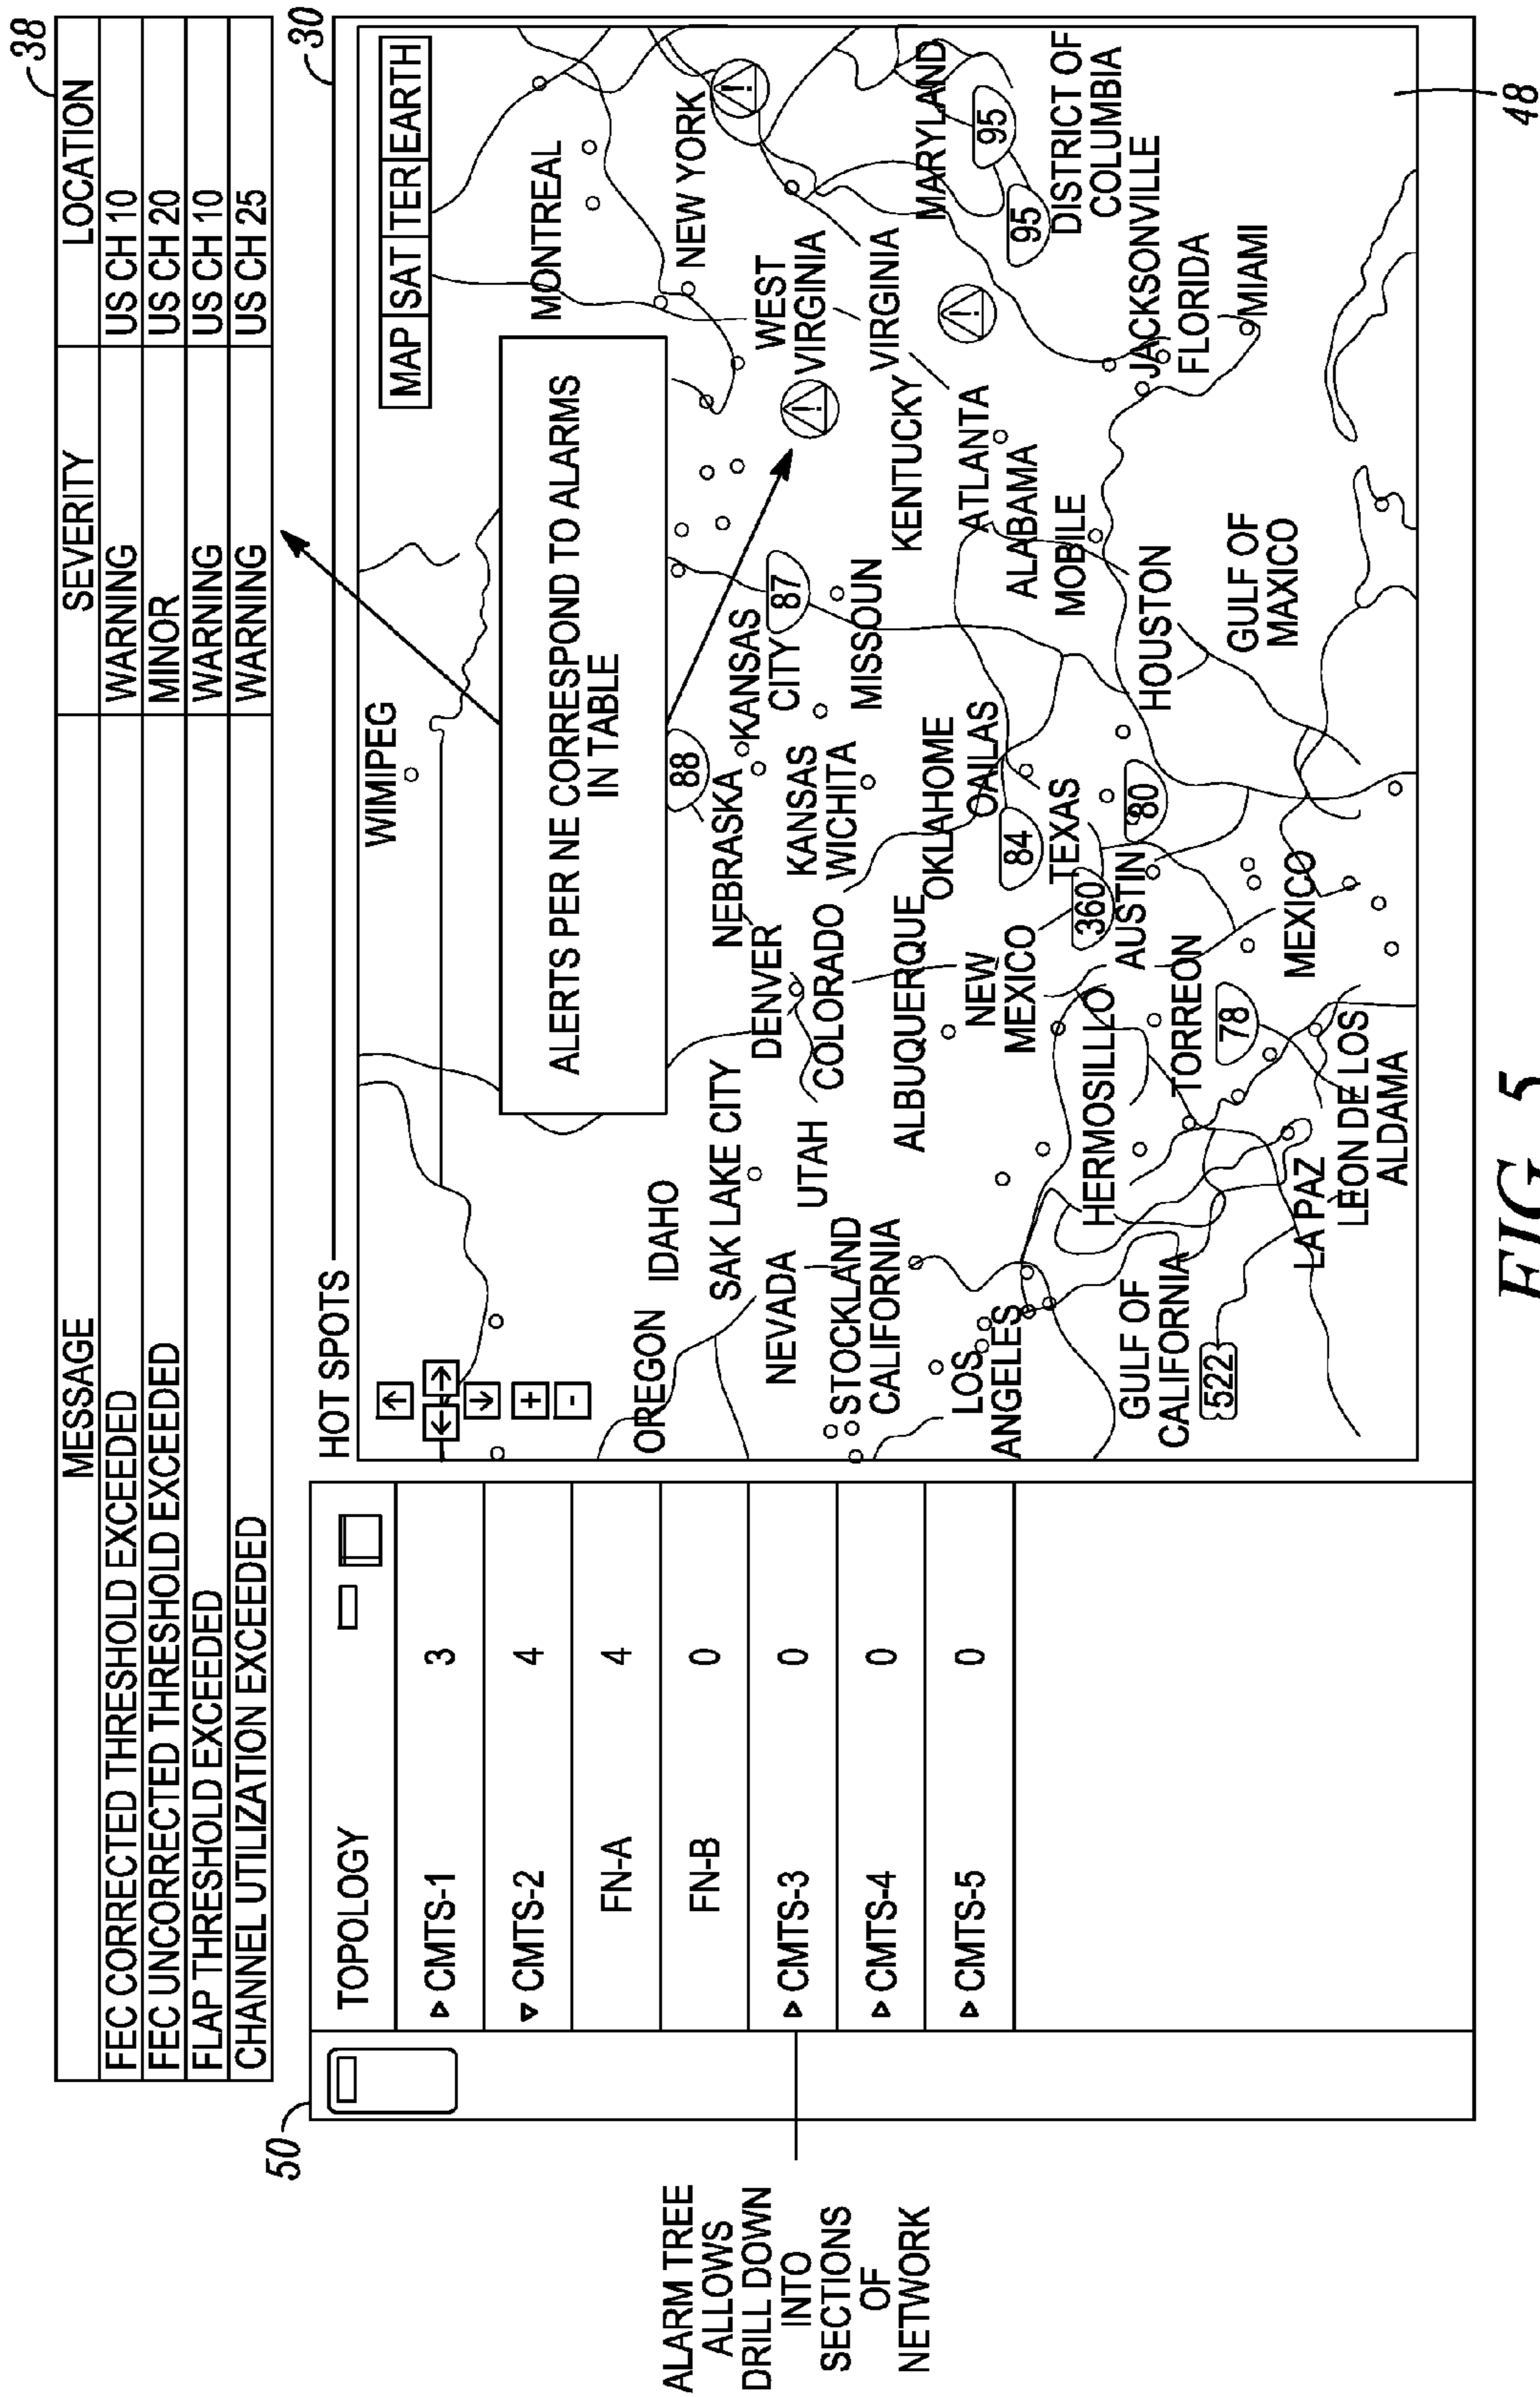 38
MESSAGE SEVERITY LOCATION
FEC CORRECTED THRESHOLD EXCEEDED WARNING US CH 10
FEC UNCORRECTED THRESHOLD EXCEEDED MINOR US CH 20
FLAP THRESHOLD EXCEEDED WARNING US CH 10
CHANNEL UTILIZATION EXCEEDED WARNING US CH 25
50
HOT SPOTS
30
TOPOLOGY
▹ CMTS-1 3
▿ CMTS-2 4
FN-A 4
FN-B 0
▹ CMTS-3 0
▹ CMTS-4 0
▹ CMTS-5 0
ALARM TREE
ALLOWS
DRILL DOWN
INTO
SECTIONS
OF
NETWORK
↑
← →
↓
+
-
MAP SAT TER EARTH
WIMIPEG
ALERTS PER NE CORRESPOND TO ALARMS
IN TABLE
MONTREAL
NEW YORK
OREGON
IDAHO
SAK LAKE CITY
NEBRASKA
88
KANSAS
CITY
87
WEST
VIRGINIA
!
!
!
NEVADA
UTAH
DENVER
COLORADO
KANSAS
WICHITA
MISSOUN
KENTUCKY
VIRGINIA
MARYLAND
95
95
DISTRICT OF
COLUMBIA
STOCKLAND
CALIFORNIA
ALBUQUERQUE
OKLAHOME
LOS
ANGELES
NEW
MEXICO
OAILAS
84
TEXAS
ATLANTA
ALABAMA
MOBILE
JACKSONVILLE
FLORIDA
MIAMI
HERMOSILLO
360
AUSTIN
80
HOUSTON
GULF OF
CALIFORNIA
522
TORREON
78
GULF OF
MAXICO
MEXICO
LA PAZ
LEON DE LOS
ALDAMA
48
FIG. 5